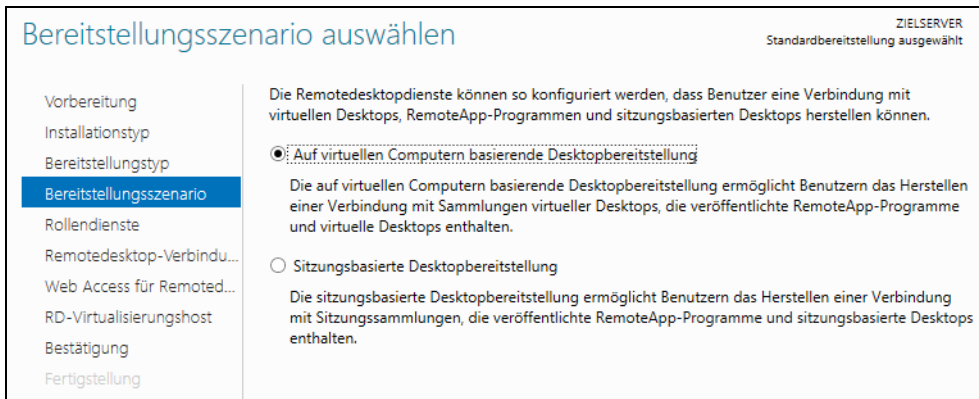 Bereitstellungsszenario auswählen
ZIELSERVER
Standardbereitstellung ausgewählt
Vorbereitung
Installationstyp
Bereitstellungstyp
Bereitstellungsszenario
Rollendienste
Remotedesktop-Verbindu...
Web Access für Remoted...
RD-Virtualisierungshost
Bestätigung
Fertigstellung
Die Remotedesktopdienste können so konfiguriert werden, dass Benutzer eine Verbindung mit
virtuellen Desktops, RemoteApp-Programmen und sitzungsbasierten Desktops herstellen können.
Auf virtuellen Computern basierende Desktopbereitstellung
Die auf virtuellen Computern basierende Desktopbereitstellung ermöglicht Benutzern das Herstellen
einer Verbindung mit Sammlungen virtueller Desktops, die veröffentlichte RemoteApp-Programme
und virtuelle Desktops enthalten.
Sitzungsbasierte Desktopbereitstellung
Die sitzungsbasierte Desktopbereitstellung ermöglicht Benutzern das Herstellen einer Verbindung
mit Sitzungssammlungen, die veröffentlichte RemoteApp-Programme und sitzungsbasierte Desktops
enthalten.